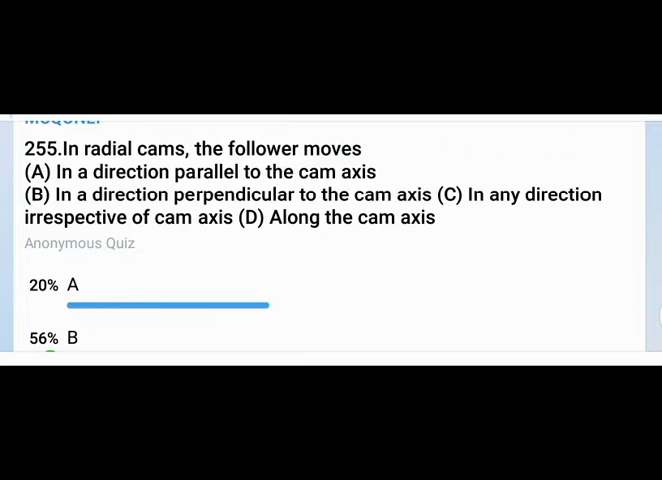 255.In radial cams, the follower moves
(A) In a direction parallel to the cam axis
(B) In a direction perpendicular to the cam axis (C) In any direction
irrespective of cam axis (D) Along the cam axis
Anonymous Quiz
20% A
56% B